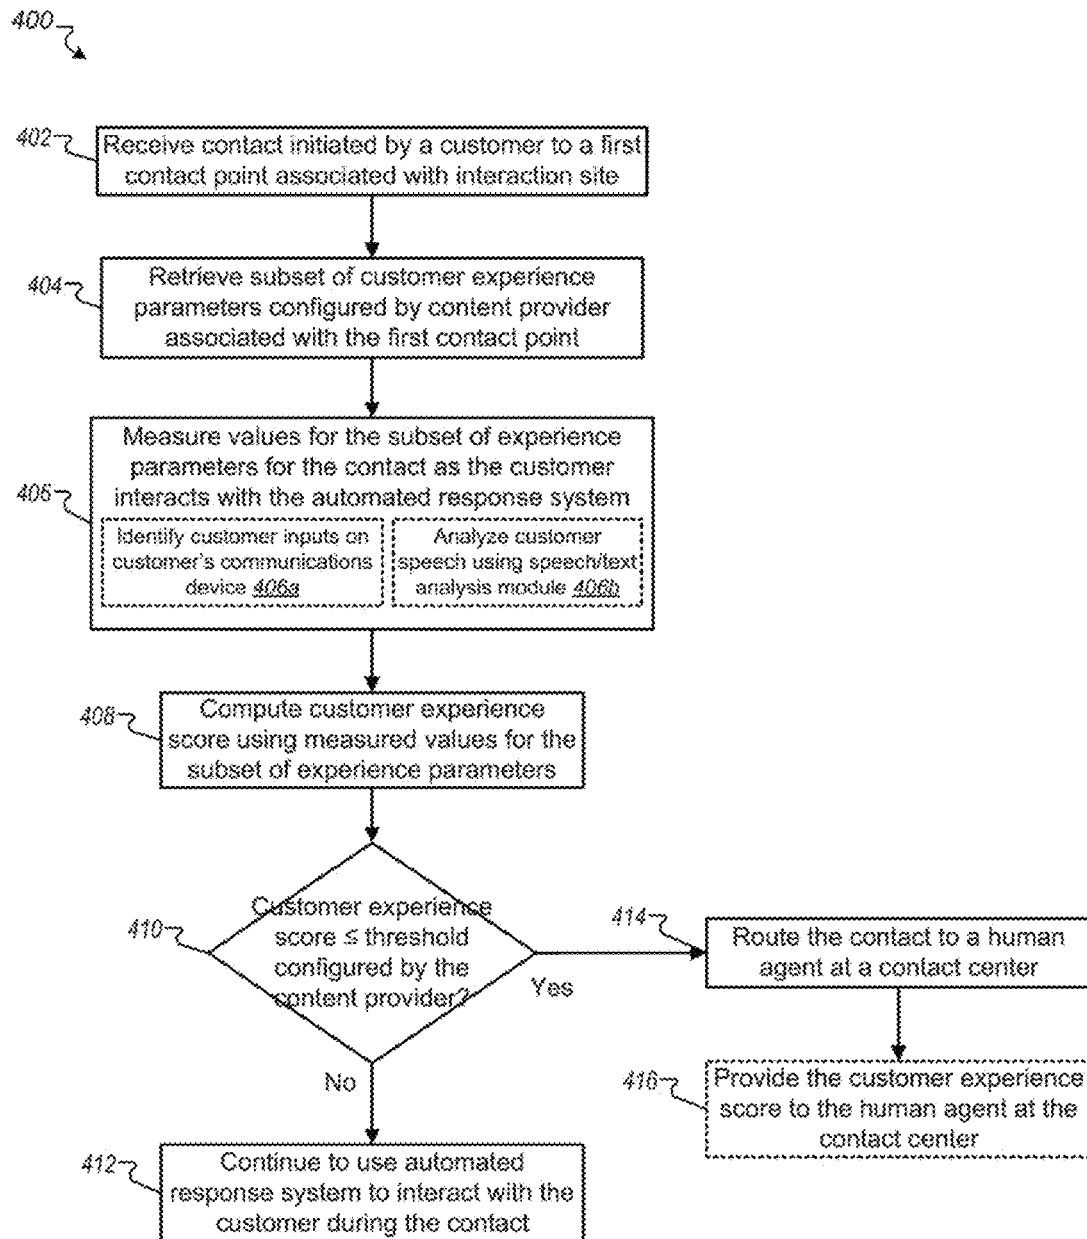 400
402
Receive contact initiated by a customer to a first
contact point associated with interaction site
404
Retrieve subset of customer experience
parameters configured by content provider
associated with the first contact point
406
Measure values for the subset of experience
parameters for the contact as the customer
interacts with the automated response system
Identify customer inputs on
customer's communications
device 406a
Analyze customer
speech using speech/text
analysis module 406b
408
Compute customer experience
score using measured values for the
subset of experience parameters
410
Customer experience
score ≤ threshold
configured by the
content provider?
Yes
No
414
Route the contact to a human
agent at a contact center
416
Provide the customer experience
score to the human agent at the
contact center
412
Continue to use automated
response system to interact with the
customer during the contact